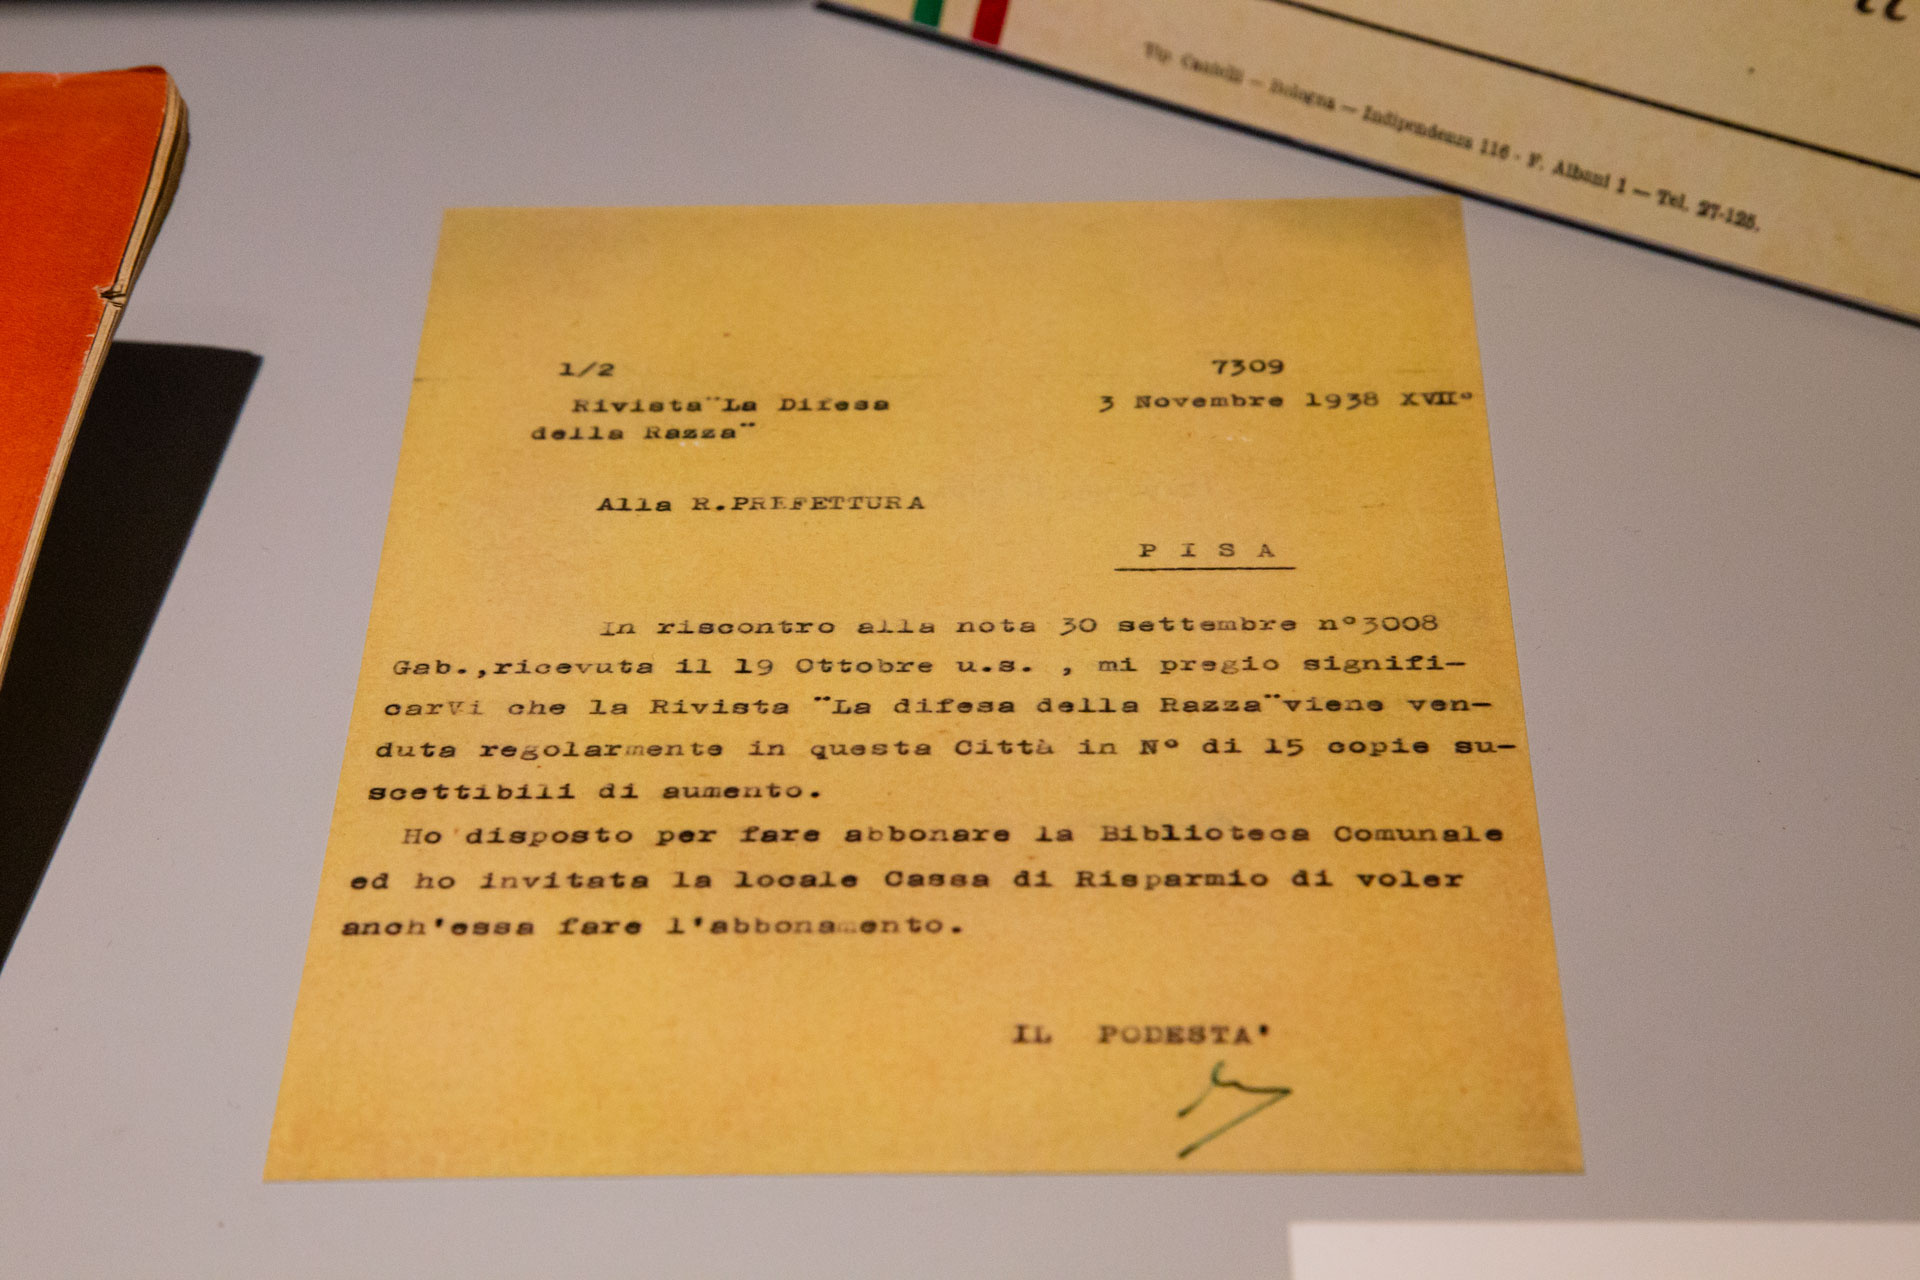 Tip. Cantelli — Bologna — Indipendenza 116 - F. Albani 1 — Tel. 27-125.
1/2
7309
Rivista "La Difesa
3 Novembre 1938 XVII°
della Razza"
Alla R.PREFETTURA
P I S A
In riscontro alla nota 30 settembre n°3008
Gab.,ricevuta il 19 Ottobre u.s. , mi pregio signifi-
carVi che la Rivista "La difesa della Razza"viene ven-
duta regolarmente in questa Città in N° di 15 copie su-
scettibili di aumento.
Ho disposto per fare abbonare la Biblioteca Comunale
ed ho invitata la locale Cassa di Risparmio di voler
anch'essa fare l'abbonamento.
IL PODESTA'